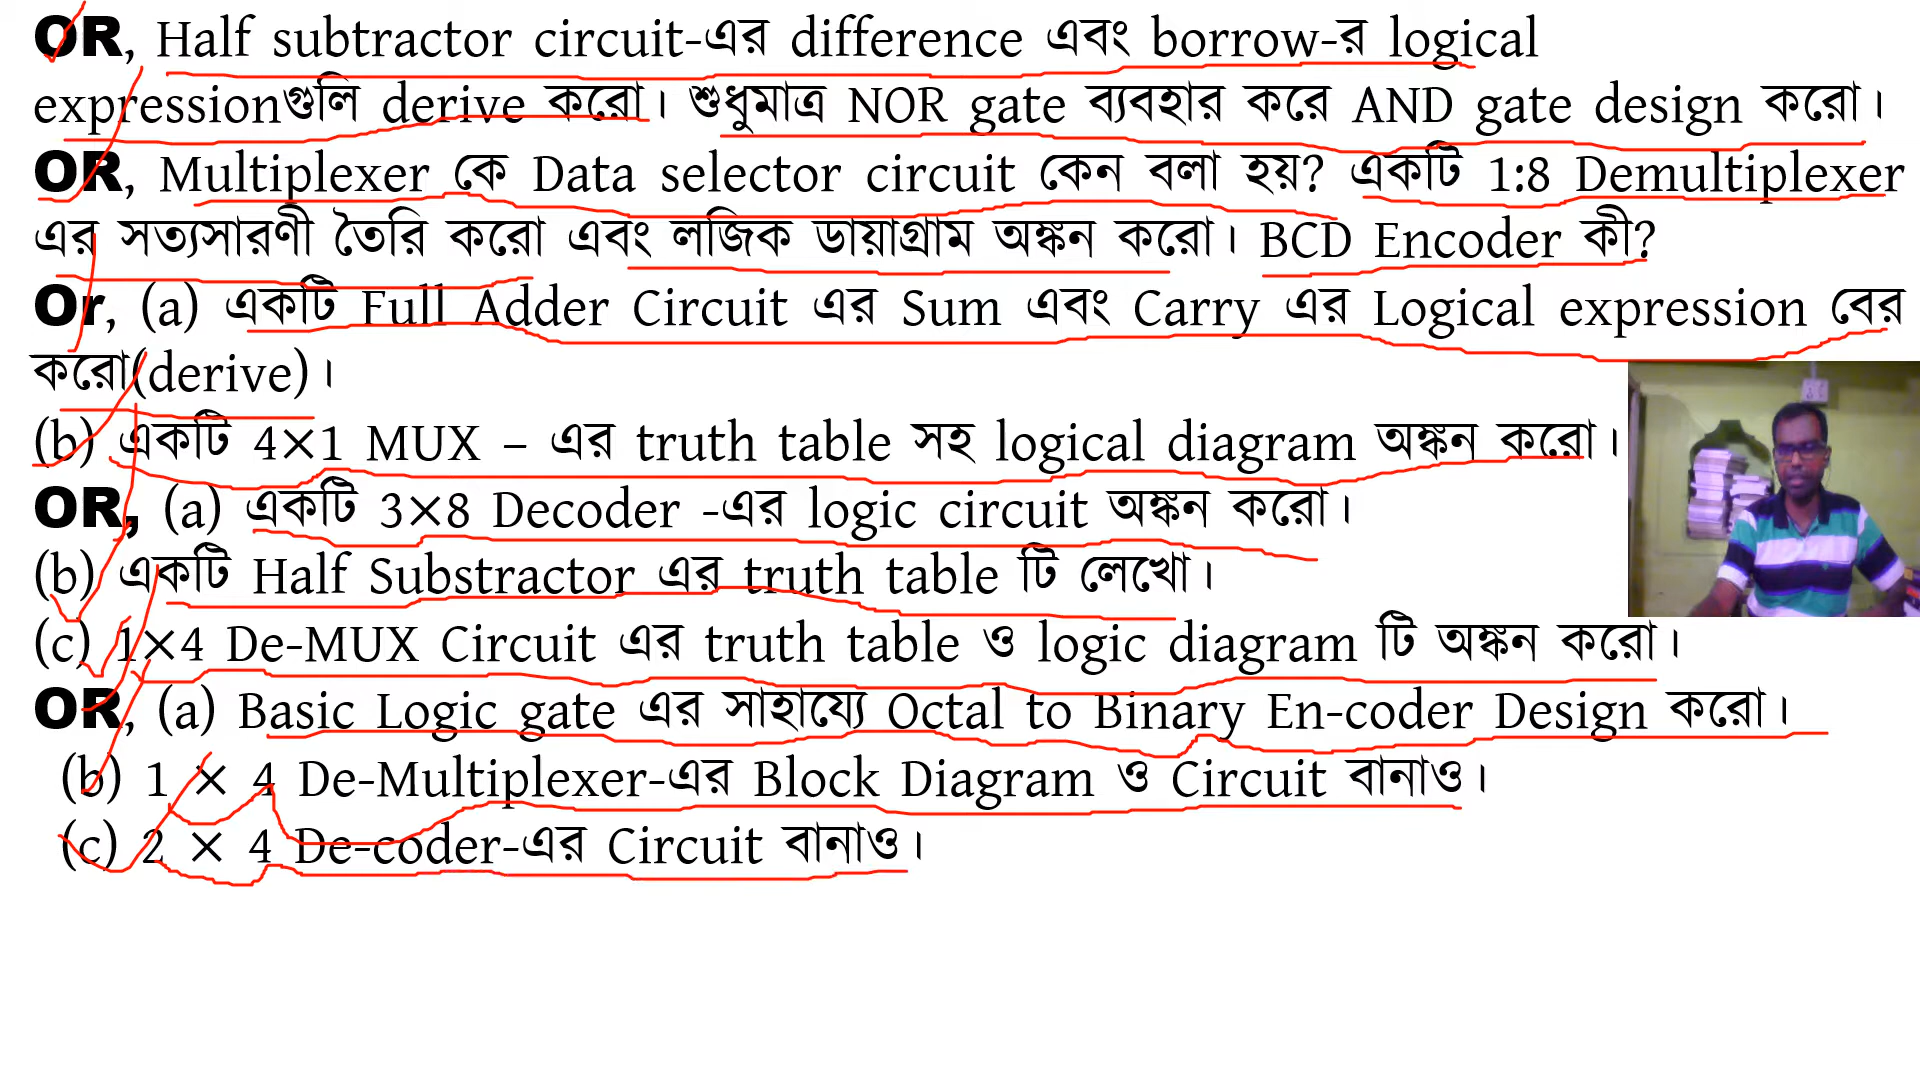 OR, Half subtractor circuit-এর difference এবং borrow-র logical
expressionগুলি derive করো। শুধুমাত্র NOR gate ব্যবহার করে AND gate design করো।
OR, Multiplexer কে Data selector circuit কেন বলা হয়? একটি 1:8 Demultiplexer
এর সত্যসারণী তৈরি করো এবং লজিক ডায়াগ্রাম অঙ্কন করো। BCD Encoder কী?
Or, (a) একটি Full Adder Circuit এর Sum এবং Carry এর Logical expression বের
করো(derive)।
(b) একটি 4×1 MUX – এর truth table সহ logical diagram অঙ্কন করো।
OR, (a) একটি 3×8 Decoder -এর logic circuit অঙ্কন করো।
(b) একটি Half Substractor এর truth table টি লেখো।
(c) 1×4 De-MUX Circuit এর truth table ও logic diagram টি অঙ্কন করো।
OR, (a) Basic Logic gate এর সাহায্যে Octal to Binary En-coder Design করো।
(b) 1 × 4 De-Multiplexer-এর Block Diagram ও Circuit বানাও।
(c) 2 × 4 De-coder-এর Circuit বানাও।